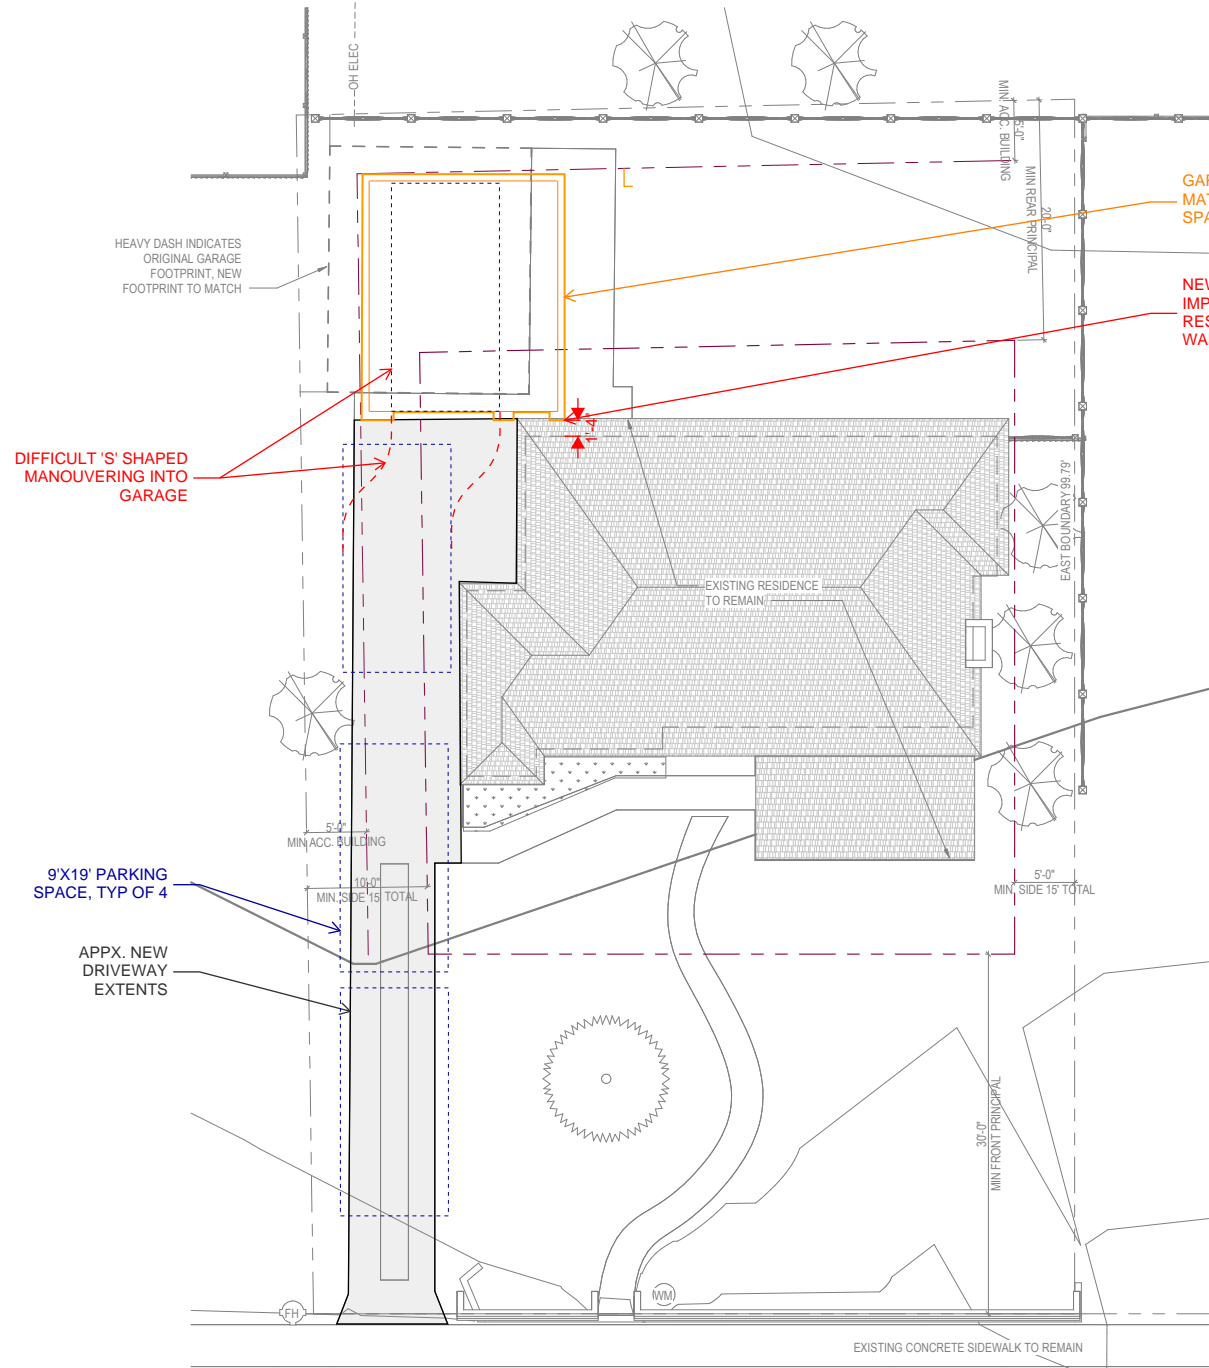 OH ELEC
MIN. ACC. BUILDING
5'-0"
MIN REAR PRINCIPAL
20'-0"
HEAVY DASH INDICATES
ORIGINAL GARAGE
FOOTPRINT, NEW
FOOTPRINT TO MATCH
DIFFICULT 'S' SHAPED
MANOUVERING INTO
GARAGE
EAST BOUNDARY 99.79'
EXISTING RESIDENCE
TO REMAIN
5'-0"
MIN ACC. BUILDING
9'X19' PARKING
SPACE, TYP OF 4
10'-0"
MIN. SIDE 15' TOTAL
5'-0"
MIN. SIDE 15' TOTAL
APPX. NEW
DRIVEWAY
EXTENTS
30'-0"
MIN FRONT PRINCIPAL
FH
WM
EXISTING CONCRETE SIDEWALK TO REMAIN